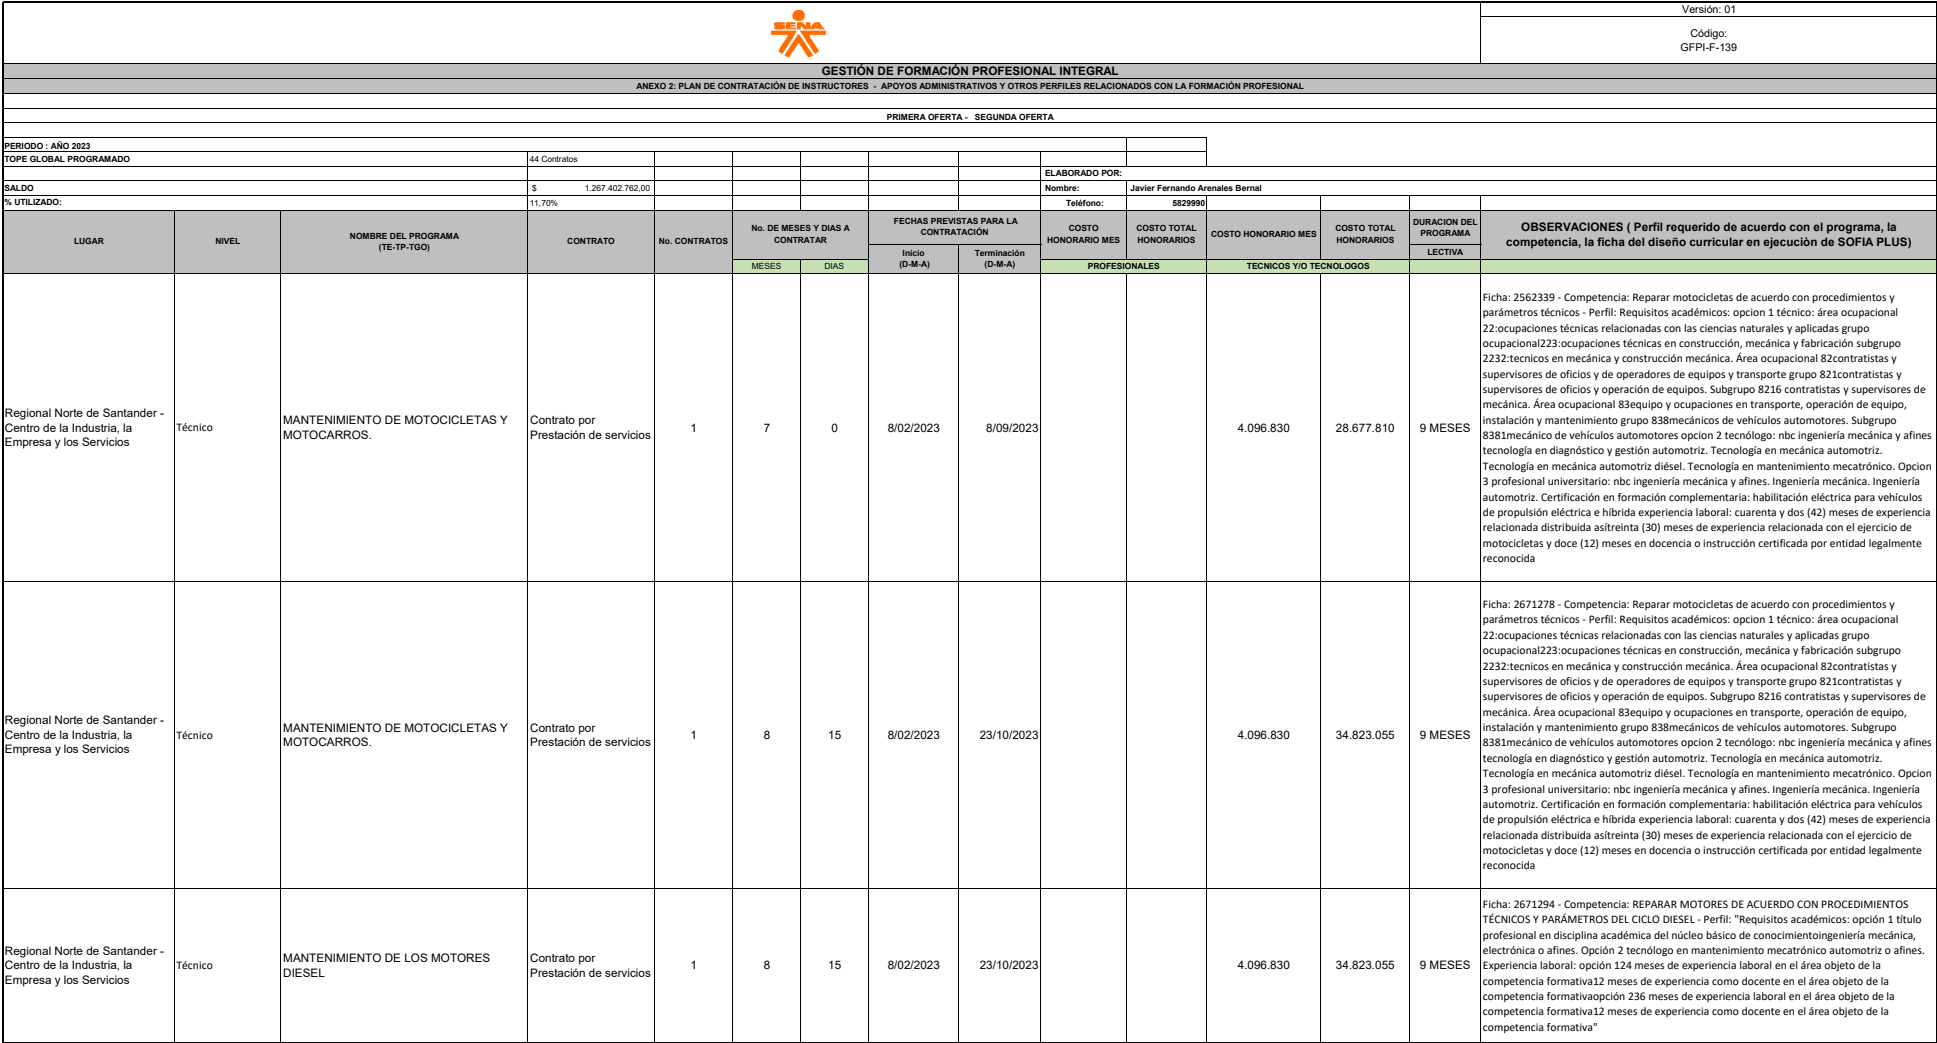 Versión: 01
SENA
Código:
GFPI-F-139
GESTIÓN DE FORMACIÓN PROFESIONAL INTEGRAL
ANEXO 2: PLAN DE CONTRATACIÓN DE INSTRUCTORES - APOYOS ADMINISTRATIVOS Y OTROS PERFILES RELACIONADOS CON LA FORMACIÓN PROFESIONAL
PRIMERA OFERTA - SEGUNDA OFERTA
PERIODO : AÑO 2023
TOPE GLOBAL PROGRAMADO 44 Contratos
ELABORADO POR:
SALDO $ 1.267.402.762,00 Nombre: Javier Fernando Arenales Bernal
% UTILIZADO: 11,70% Teléfono: 5829990
LUGAR
NIVEL
NOMBRE DEL PROGRAMA
(TE-TP-TGO)
CONTRATO
No. CONTRATOS
No. DE MESES Y DIAS A
CONTRATAR
MESES DIAS
FECHAS PREVISTAS PARA LA
CONTRATACIÓN
Inicio
(D-M-A)
Terminación
(D-M-A)
COSTO
HONORARIO MES
COSTO TOTAL
HONORARIOS
PROFESIONALES
COSTO HONORARIO MES
COSTO TOTAL
HONORARIOS
TECNICOS Y/O TECNOLOGOS
DURACION DEL
PROGRAMA
LECTIVA
OBSERVACIONES ( Perfil requerido de acuerdo con el programa, la
competencia, la ficha del diseño curricular en ejecuciòn de SOFIA PLUS)
Regional Norte de Santander -
Centro de la Industria, la
Empresa y los Servicios
Técnico
MANTENIMIENTO DE MOTOCICLETAS Y
MOTOCARROS.
Contrato por
Prestación de servicios
1
7
0
8/02/2023
8/09/2023
4.096.830
28.677.810
9 MESES
Ficha: 2562339 - Competencia: Reparar motocicletas de acuerdo con procedimientos y
parámetros técnicos - Perfil: Requisitos académicos: opcion 1 técnico: área ocupacional
22:ocupaciones técnicas relacionadas con las ciencias naturales y aplicadas grupo
ocupacional223:ocupaciones técnicas en construcción, mecánica y fabricación subgrupo
2232:tecnicos en mecánica y construcción mecánica. Área ocupacional 82contratistas y
supervisores de oficios y de operadores de equipos y transporte grupo 821contratistas y
supervisores de oficios y operación de equipos. Subgrupo 8216 contratistas y supervisores de
mecánica. Área ocupacional 83equipo y ocupaciones en transporte, operación de equipo,
instalación y mantenimiento grupo 838mecánicos de vehículos automotores. Subgrupo
8381mecánico de vehículos automotores opcion 2 tecnólogo: nbc ingeniería mecánica y afines
tecnología en diagnóstico y gestión automotriz. Tecnología en mecánica automotriz.
Tecnología en mecánica automotriz diésel. Tecnología en mantenimiento mecatrónico. Opcion
3 profesional universitario: nbc ingeniería mecánica y afines. Ingeniería mecánica. Ingeniería
automotriz. Certificación en formación complementaria: habilitación eléctrica para vehículos
de propulsión eléctrica e híbrida experiencia laboral: cuarenta y dos (42) meses de experiencia
relacionada distribuida asítreinta (30) meses de experiencia relacionada con el ejercicio de
motocicletas y doce (12) meses en docencia o instrucción certificada por entidad legalmente
reconocida
Regional Norte de Santander -
Centro de la Industria, la
Empresa y los Servicios
Técnico
MANTENIMIENTO DE MOTOCICLETAS Y
MOTOCARROS.
Contrato por
Prestación de servicios
1
8
15
8/02/2023
23/10/2023
4.096.830
34.823.055
9 MESES
Ficha: 2671278 - Competencia: Reparar motocicletas de acuerdo con procedimientos y
parámetros técnicos - Perfil: Requisitos académicos: opcion 1 técnico: área ocupacional
22:ocupaciones técnicas relacionadas con las ciencias naturales y aplicadas grupo
ocupacional223:ocupaciones técnicas en construcción, mecánica y fabricación subgrupo
2232:tecnicos en mecánica y construcción mecánica. Área ocupacional 82contratistas y
supervisores de oficios y de operadores de equipos y transporte grupo 821contratistas y
supervisores de oficios y operación de equipos. Subgrupo 8216 contratistas y supervisores de
mecánica. Área ocupacional 83equipo y ocupaciones en transporte, operación de equipo,
instalación y mantenimiento grupo 838mecánicos de vehículos automotores. Subgrupo
8381mecánico de vehículos automotores opcion 2 tecnólogo: nbc ingeniería mecánica y afines
tecnología en diagnóstico y gestión automotriz. Tecnología en mecánica automotriz.
Tecnología en mecánica automotriz diésel. Tecnología en mantenimiento mecatrónico. Opcion
3 profesional universitario: nbc ingeniería mecánica y afines. Ingeniería mecánica. Ingeniería
automotriz. Certificación en formación complementaria: habilitación eléctrica para vehículos
de propulsión eléctrica e híbrida experiencia laboral: cuarenta y dos (42) meses de experiencia
relacionada distribuida asítreinta (30) meses de experiencia relacionada con el ejercicio de
motocicletas y doce (12) meses en docencia o instrucción certificada por entidad legalmente
reconocida
Regional Norte de Santander -
Centro de la Industria, la
Empresa y los Servicios
Técnico
MANTENIMIENTO DE LOS MOTORES
DIESEL
Contrato por
Prestación de servicios
1
8
15
8/02/2023
23/10/2023
4.096.830
34.823.055
9 MESES
Ficha: 2671294 - Competencia: REPARAR MOTORES DE ACUERDO CON PROCEDIMIENTOS
TÉCNICOS Y PARÁMETROS DEL CICLO DIESEL - Perfil: "Requisitos académicos: opción 1 título
profesional en disciplina académica del núcleo básico de conocimientoingeniería mecánica,
electrónica o afines. Opción 2 tecnólogo en mantenimiento mecatrónico automotriz o afines.
Experiencia laboral: opción 124 meses de experiencia laboral en el área objeto de la
competencia formativa12 meses de experiencia como docente en el área objeto de la
competencia formativaopción 236 meses de experiencia laboral en el área objeto de la
competencia formativa12 meses de experiencia como docente en el área objeto de la
competencia formativa"